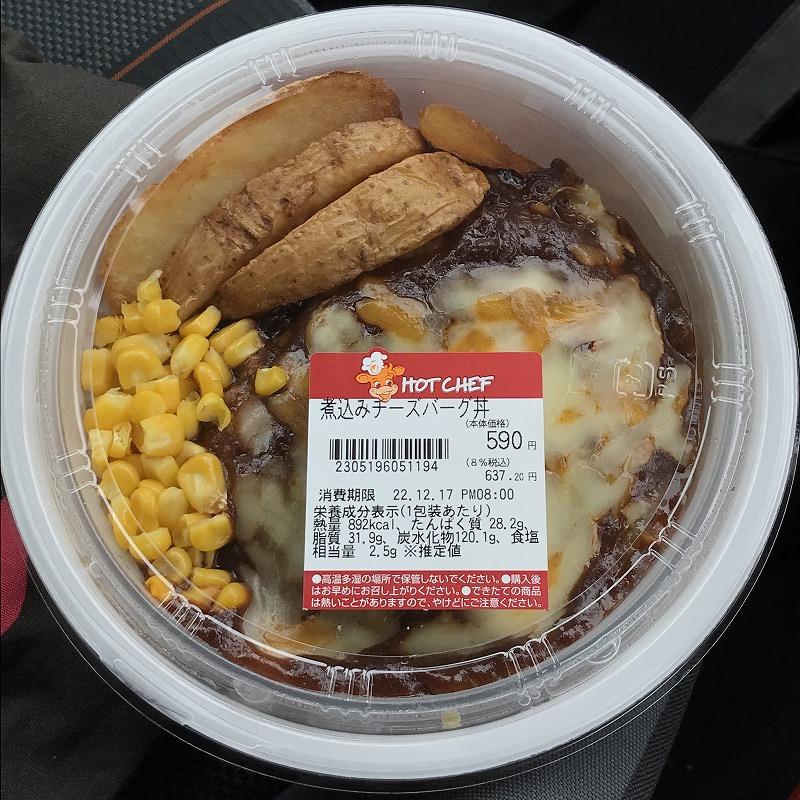 HOT CHEF
煮込みチーズバーグ丼
(本体価格)
590円
(8%税込)
637.20円
2305196051194
消費期限 22.12.17 PM08:00
栄養成分表示(1包装あたり)
熱量 892kcal、たんぱく質 28.2g、
脂質 31.9g、炭水化物120.1g、食塩
相当量 2.5g ※推定値
●高温多湿の場所で保管しないでください。●購入後
はお早めにお召し上がりください。●できたての商品
は熱いことがありますので、やけどにご注意ください。